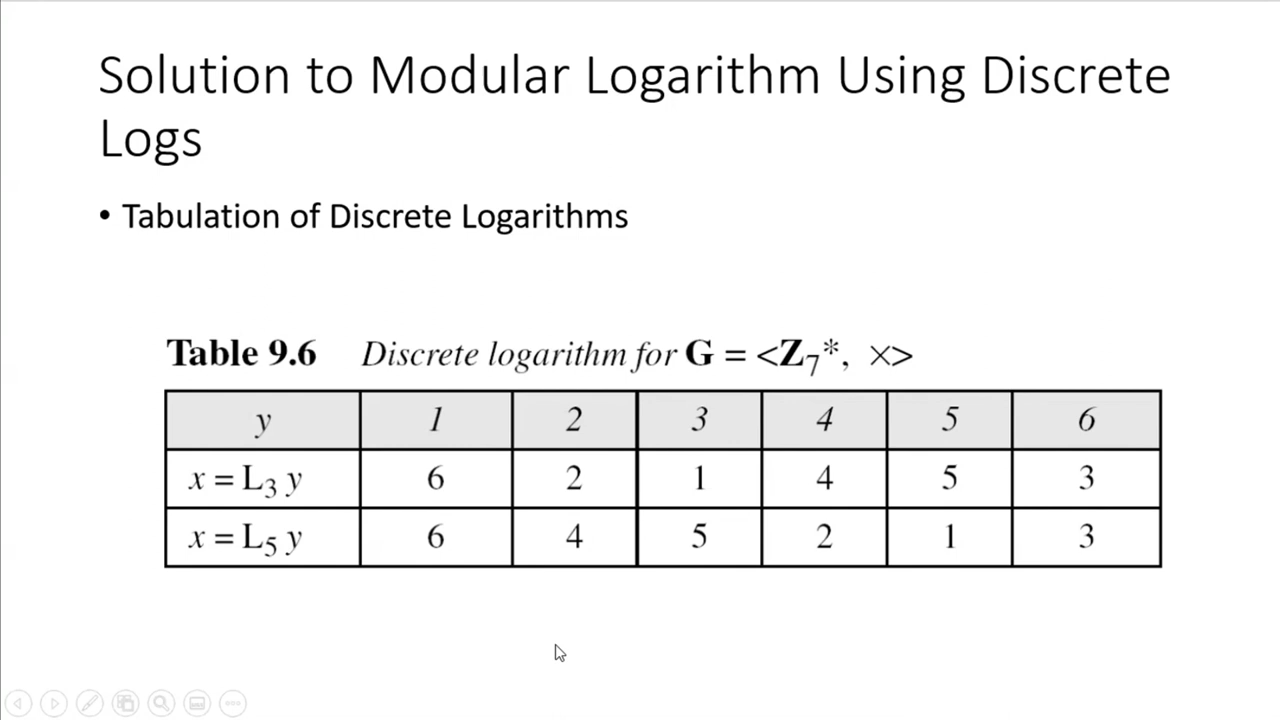 Solution to Modular Logarithm Using Discrete
Logs
• Tabulation of Discrete Logarithms
Table 9.6 Discrete logarithm for G = <Z₇*, ×>
y 1 2 3 4 5 6
x = L₃ y 6 2 1 4 5 3
x = L₅ y 6 4 5 2 1 3